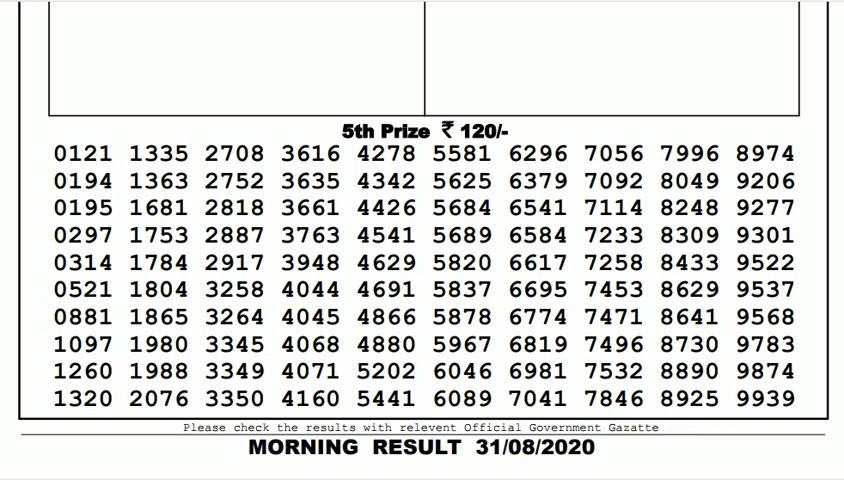 5th Prize ₹ 120/-
0121 1335 2708 3616 4278 5581 6296 7056 7996 8974
0194 1363 2752 3635 4342 5625 6379 7092 8049 9206
0195 1681 2818 3661 4426 5684 6541 7114 8248 9277
0297 1753 2887 3763 4541 5689 6584 7233 8309 9301
0314 1784 2917 3948 4629 5820 6617 7258 8433 9522
0521 1804 3258 4044 4691 5837 6695 7453 8629 9537
0881 1865 3264 4045 4866 5878 6774 7471 8641 9568
1097 1980 3345 4068 4880 5967 6819 7496 8730 9783
1260 1988 3349 4071 5202 6046 6981 7532 8890 9874
1320 2076 3350 4160 5441 6089 7041 7846 8925 9939
Please check the results with relevent Official Government Gazatte
MORNING RESULT 31/08/2020